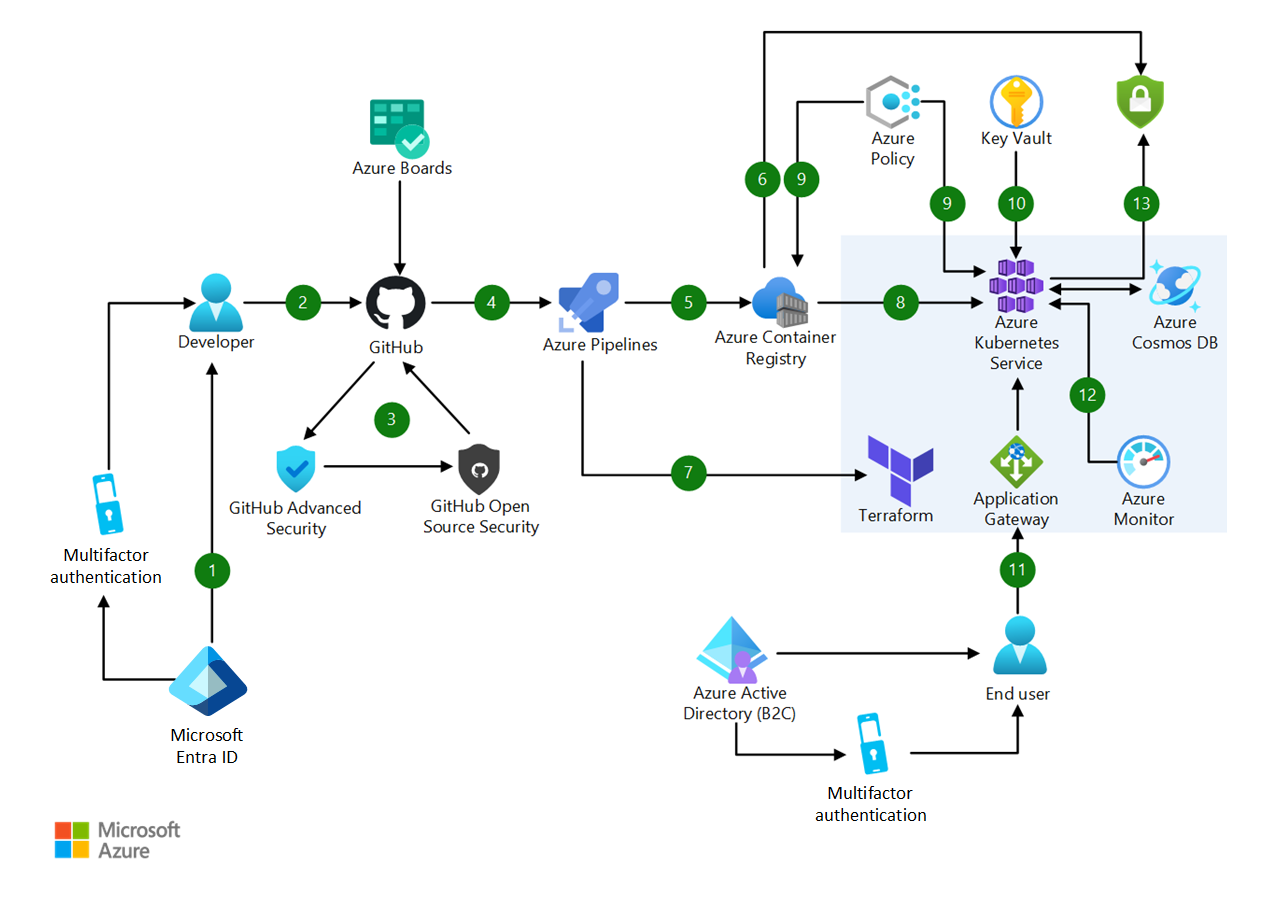 Azure
Policy
Key Vault
Azure Boards
6
9
9
10
13
Developer
2
GitHub
4
Azure Pipelines
5
Azure Container
Registry
8
Azure
Kubernetes
Service
Azure
Cosmos DB
3
12
GitHub Advanced
Security
GitHub Open
Source Security
7
Terraform
Application
Gateway
Azure
Monitor
Multifactor
authentication
1
11
Microsoft
Entra ID
Azure Active
Directory (B2C)
End user
Multifactor
authentication
Microsoft
Azure